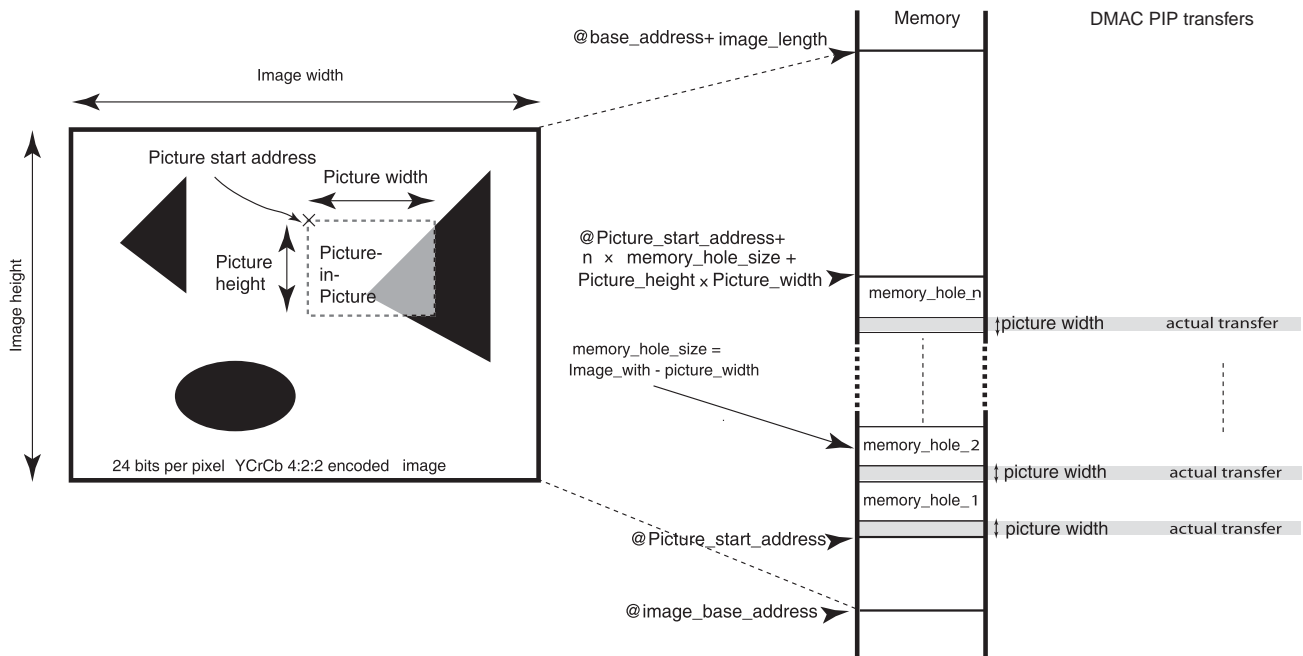 Memory
DMAC PIP transfers
@base_address+ image_length
Image width
Picture start address
Picture width
Image height
Picture
height
Picture-
in-
Picture
@Picture_start_address+
n x memory_hole_size +
Picture_height x Picture_width
memory_hole_n
picture width
actual transfer
memory_hole_size =
Image_with - picture_width
memory_hole_2
24 bits per pixel YCrCb 4:2:2 encoded image
picture width
actual transfer
memory_hole_1
picture width
actual transfer
@Picture_start_address
@image_base_address